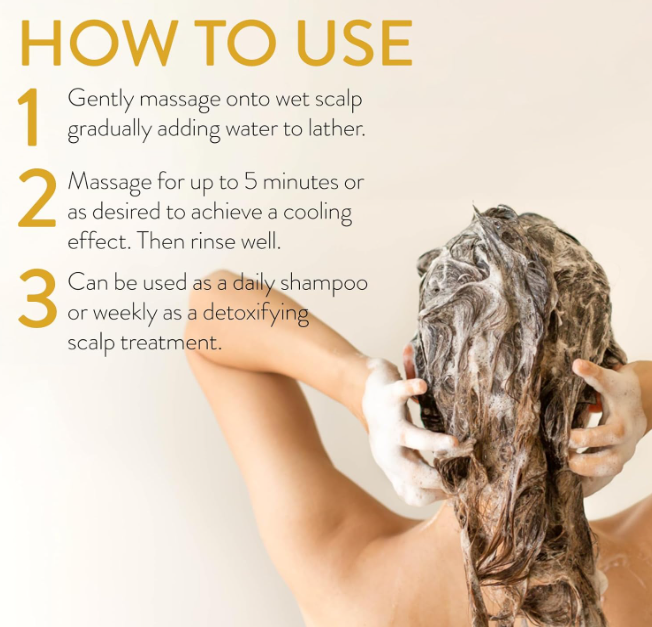 HOW TO USE
1 Gently massage onto wet scalp
gradually adding water to lather.
2 Massage for up to 5 minutes or
as desired to achieve a cooling
effect. Then rinse well.
3 Can be used as a daily shampoo
or weekly as a detoxifying
scalp treatment.